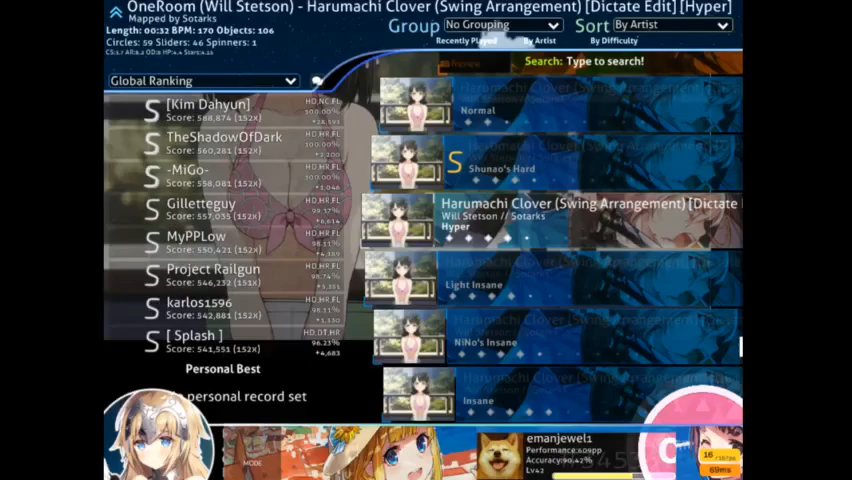 OneRoom (Will Stetson) - Harumachi Clover (Swing Arrangement) [Dictate Edit] [Hyper]
Mapped by Sotarks
Length: 00:32 BPM: 170 Objects: 106
Circles: 59 Sliders: 46 Spinners: 1
Group No Grouping Sort By Artist
Recently Played By Artist By Difficulty
Search: Type to search!
Global Ranking
[Kim Dahyun]
HD,NC,FL
Score: 588,874 (152x)
100.00%
Normal
TheShadowOfDark
HD,HR,FL
Score: 560,281 (152x)
100.00%
S Shunao's Hard
-MiGo-
HD,HR,FL
Score: 558,081 (152x)
100.00%
Gilletteguy
HD,HR,FL
Score: 557,035 (152x)
99.37%
Harumachi Clover (Swing Arrangement) [Dictate
Will Stetson // Sotarks
Hyper
MyPPLow
HD,HR,FL
Score: 550,421 (152x)
98.11%
Project Railgun
HD,HR,FL
Score: 546,232 (151x)
98.74%
Light Insane
karlos1596
HD,HR,FL
Score: 542,881 (152x)
98.11%
[ Splash ]
HD,DT,HR
Score: 541,551 (152x)
96.23%
+4,683
NiNo's Insane
Personal Best
personal record set
Insane
MODE
emanjewel1
Performance:609pp
Accuracy:90.42%
Lv42
69ms